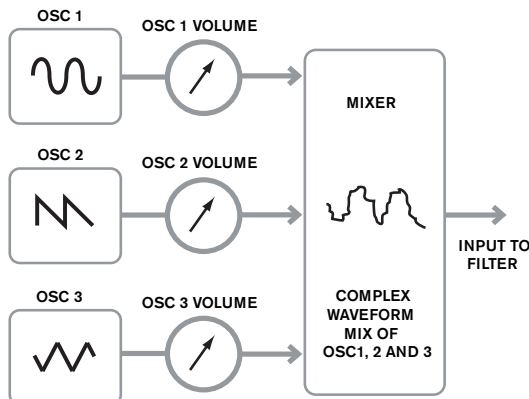 OSC 1
OSC 1 VOLUME
MIXER
OSC 2
OSC 2 VOLUME
INPUT TO
FILTER
OSC 3
OSC 3 VOLUME
COMPLEX
WAVEFORM
MIX OF
OSC1, 2 AND 3